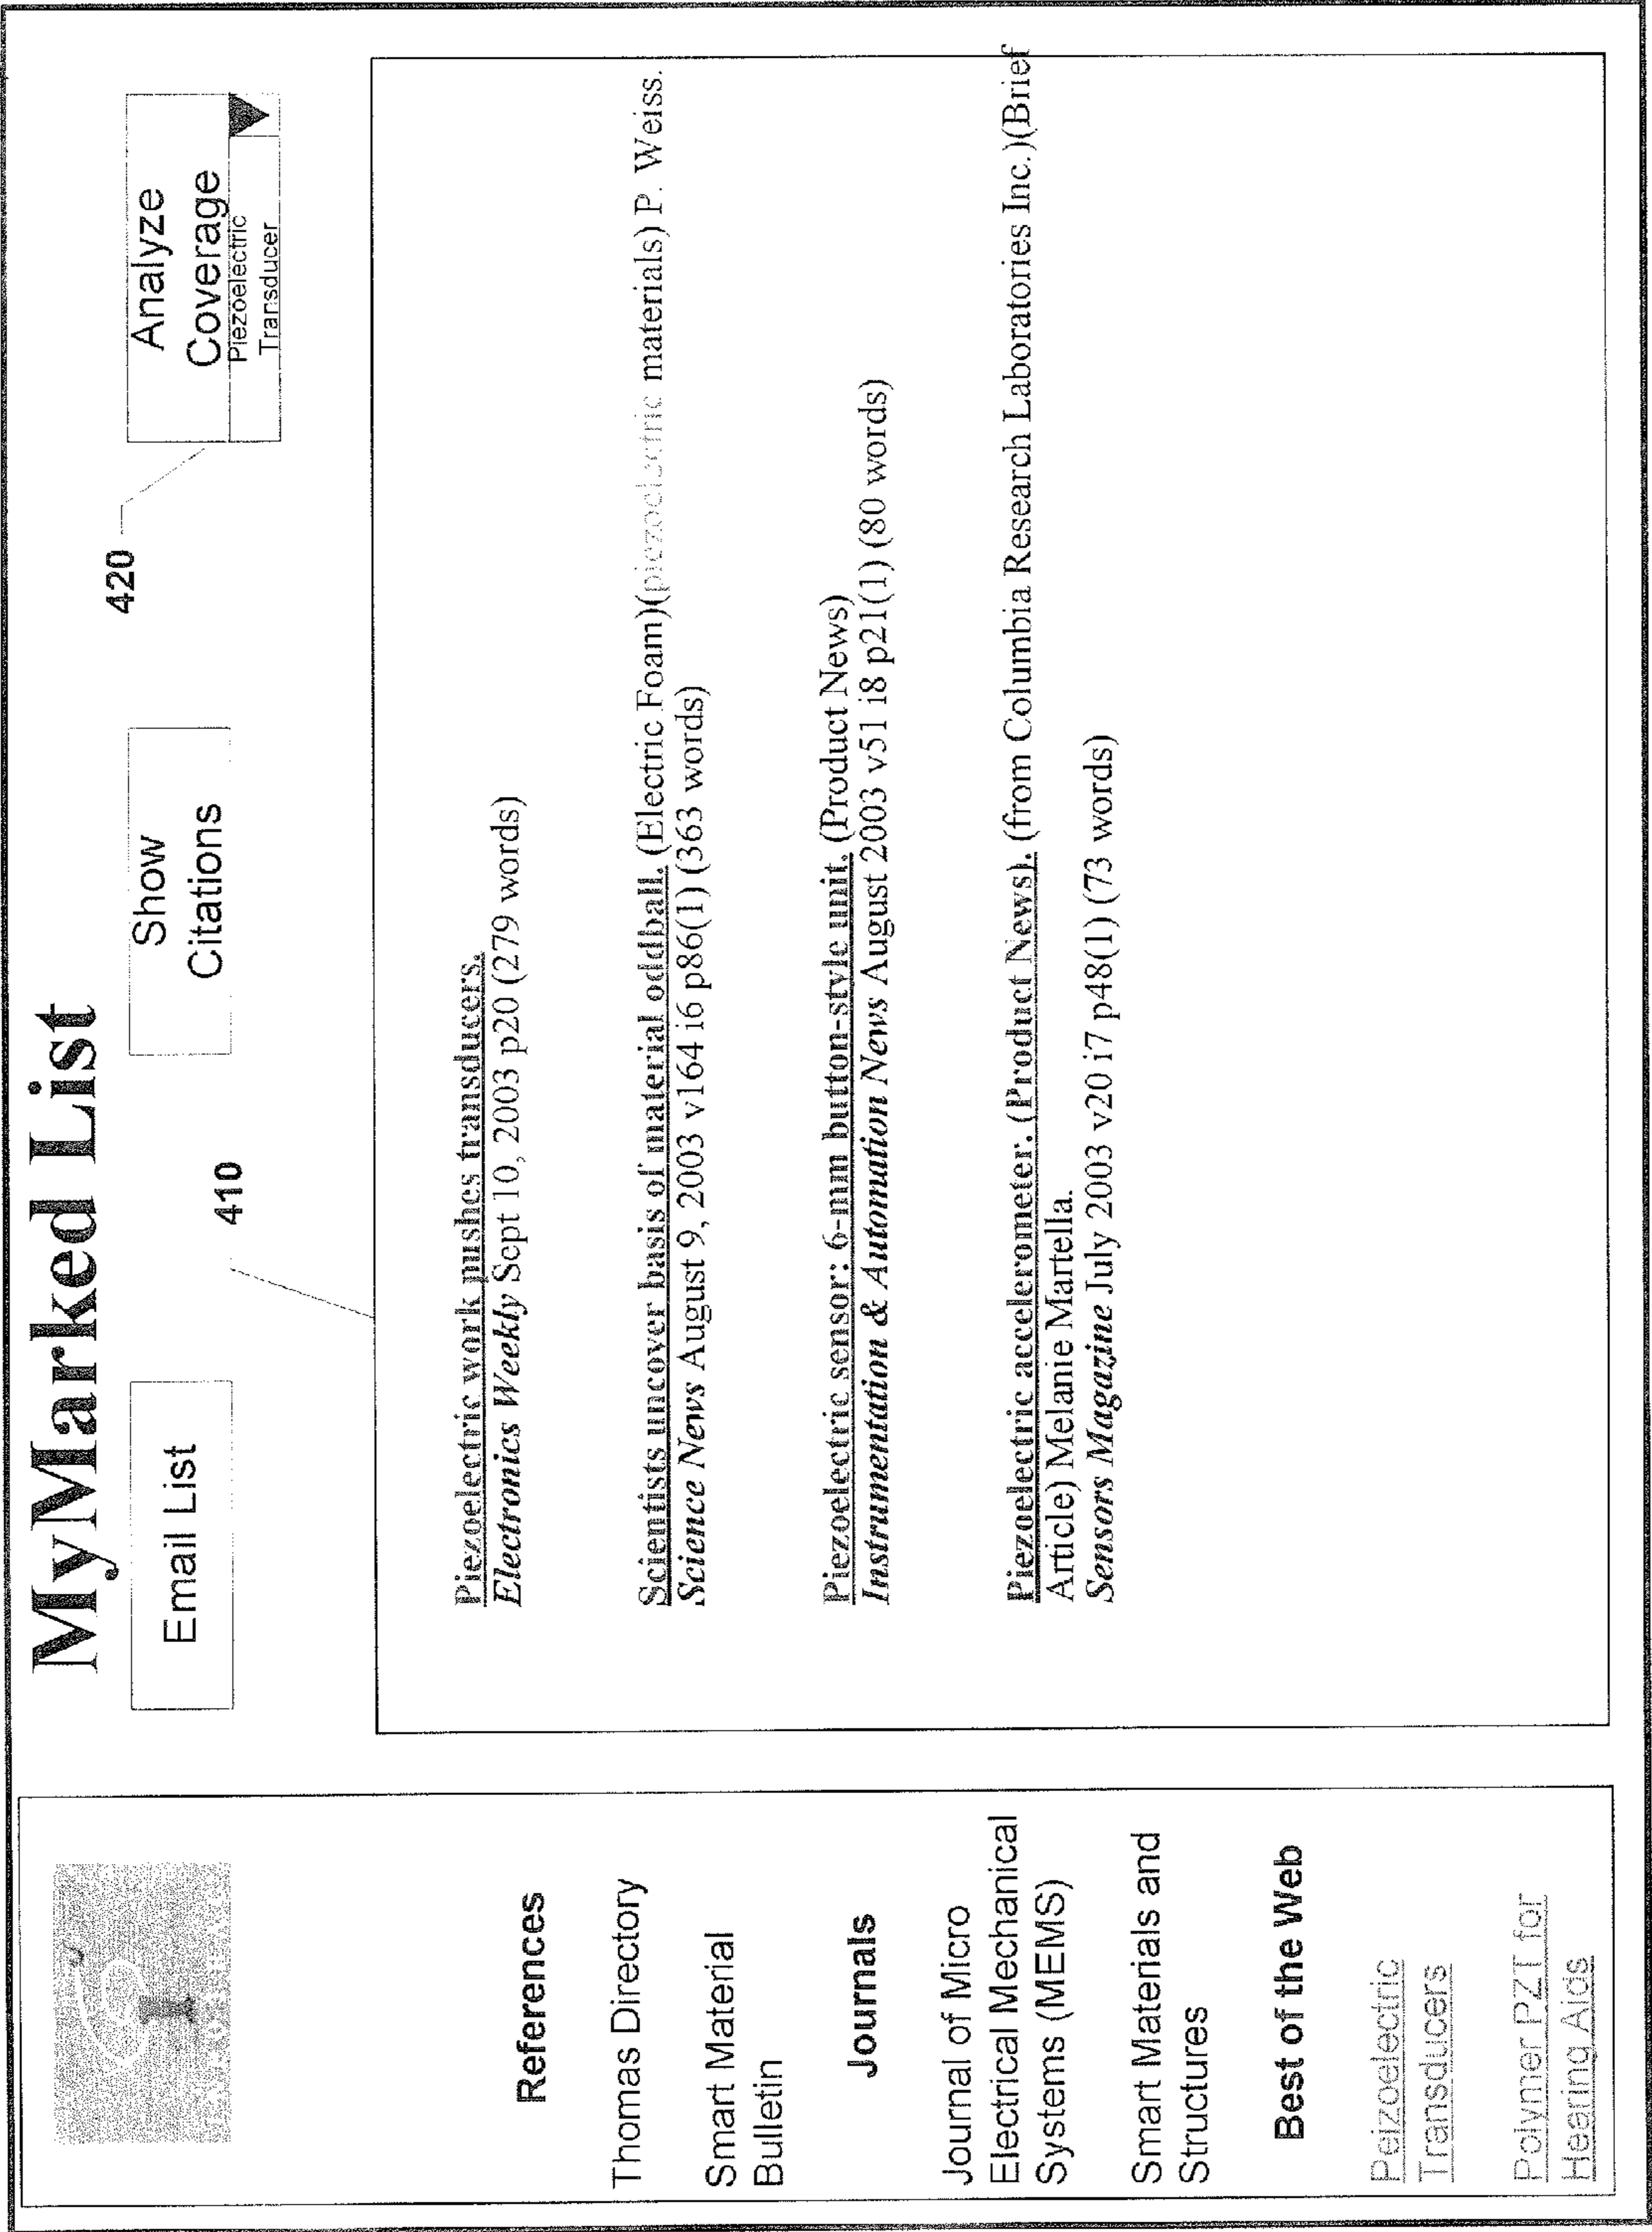 MyMarked List
Email List
Show
Citations
420
Analyze
Coverage
Piezoelectric
Transducer
410
References
Thomas Directory
Smart Material
Bulletin
Journals
Journal of Micro
Electrical Mechanical
Systems (MEMS)
Smart Materials and
Structures
Best of the Web
Peizoelectric
Transducers
Polymer PZT for
Hearing Aids
Piezoelectric work pushes transducers.
Electronics Weekly Sept 10, 2003 p20 (279 words)
Scientists uncover basis of material oddball. (Electric Foam)(piezoelectric materials) P. Weiss.
Science News August 9, 2003 v164 i6 p86(1) (363 words)
Piezoelectric sensor: 6-mm button-style unit. (Product News)
Instrumentation & Automation News August 2003 v51 i8 p21(1) (80 words)
Piezoelectric accelerometer. (Product News). (from Columbia Research Laboratories Inc.)(Brief
Article) Melanie Martella.
Sensors Magazine July 2003 v20 i7 p48(1) (73 words)